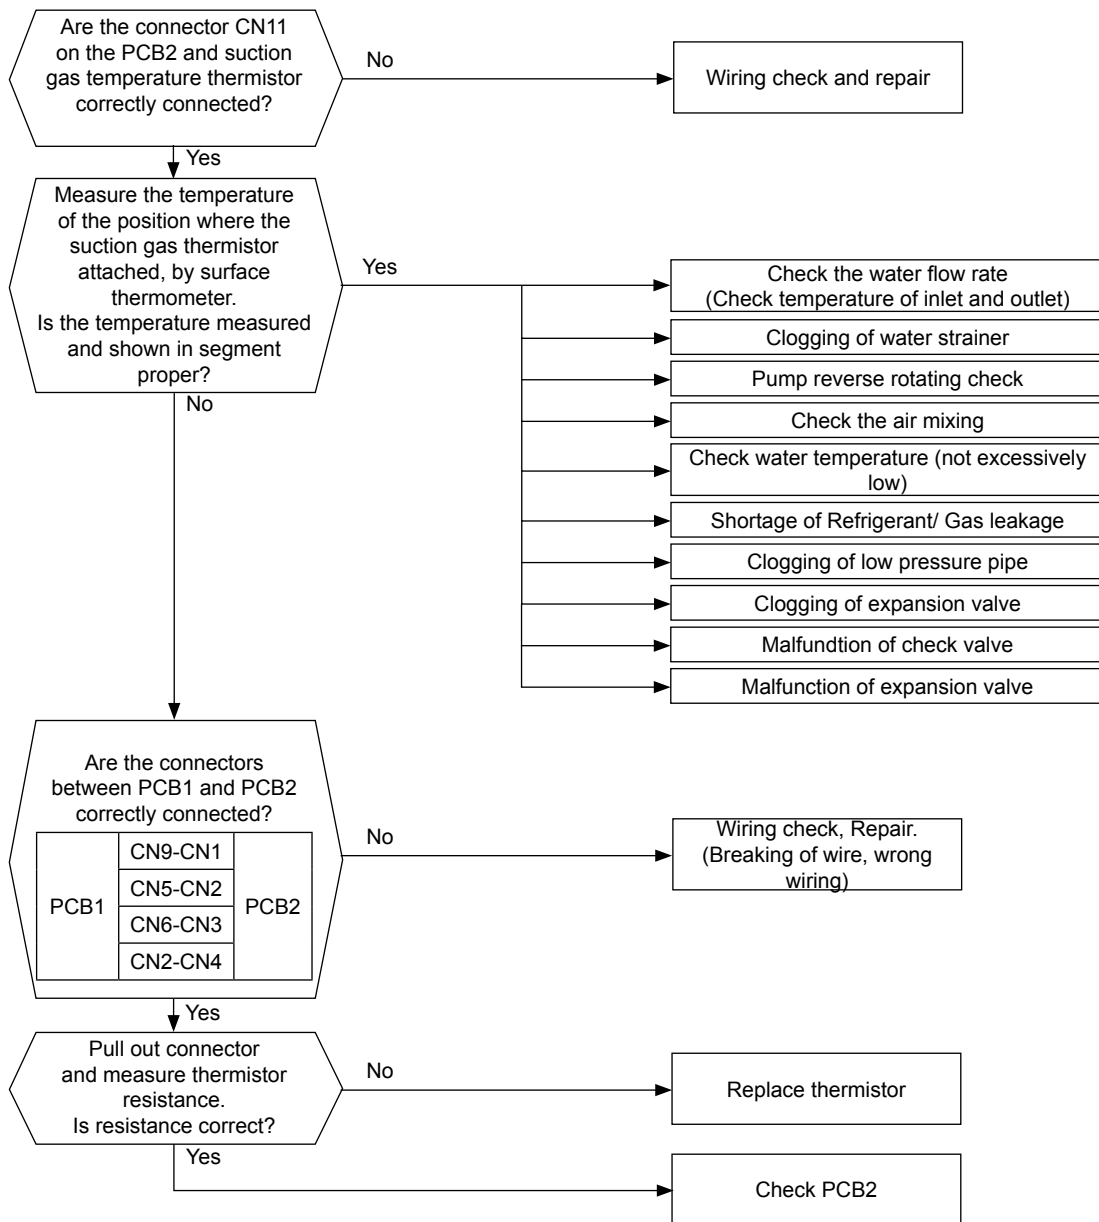 Are the connector CN11
on the PCB2 and suction
gas temperature thermistor
correctly connected?
No
Wiring check and repair
Yes
Measure the temperature
of the position where the
suction gas thermistor
attached, by surface
thermometer.
Is the temperature measured
and shown in segment
proper?
Yes
Check the water flow rate
(Check temperature of inlet and outlet)
Clogging of water strainer
Pump reverse rotating check
Check the air mixing
Check water temperature (not excessively
low)
Shortage of Refrigerant/ Gas leakage
Clogging of low pressure pipe
Clogging of expansion valve
Malfundtion of check valve
Malfunction of expansion valve
No
Are the connectors
between PCB1 and PCB2
correctly connected?
PCB1
CN9-CN1
CN5-CN2
CN6-CN3
CN2-CN4
PCB2
No
Wiring check, Repair.
(Breaking of wire, wrong
wiring)
Yes
Pull out connector
and measure thermistor
resistance.
Is resistance correct?
No
Replace thermistor
Yes
Check PCB2